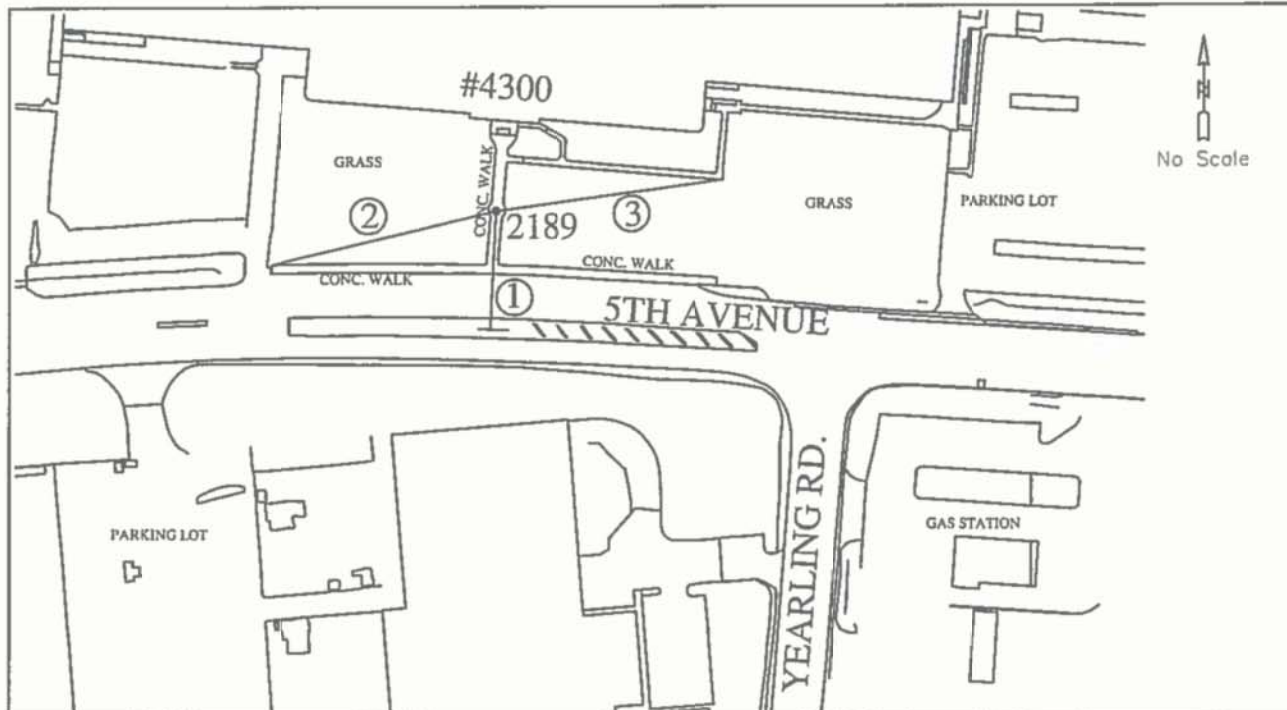 #4300
N
No Scale
GRASS
CONC. WALK
②
③
GRASS
PARKING LOT
2189
CONC. WALK
CONC. WALK
①
5TH AVENUE
YEARLING RD.
PARKING LOT
GAS STATION